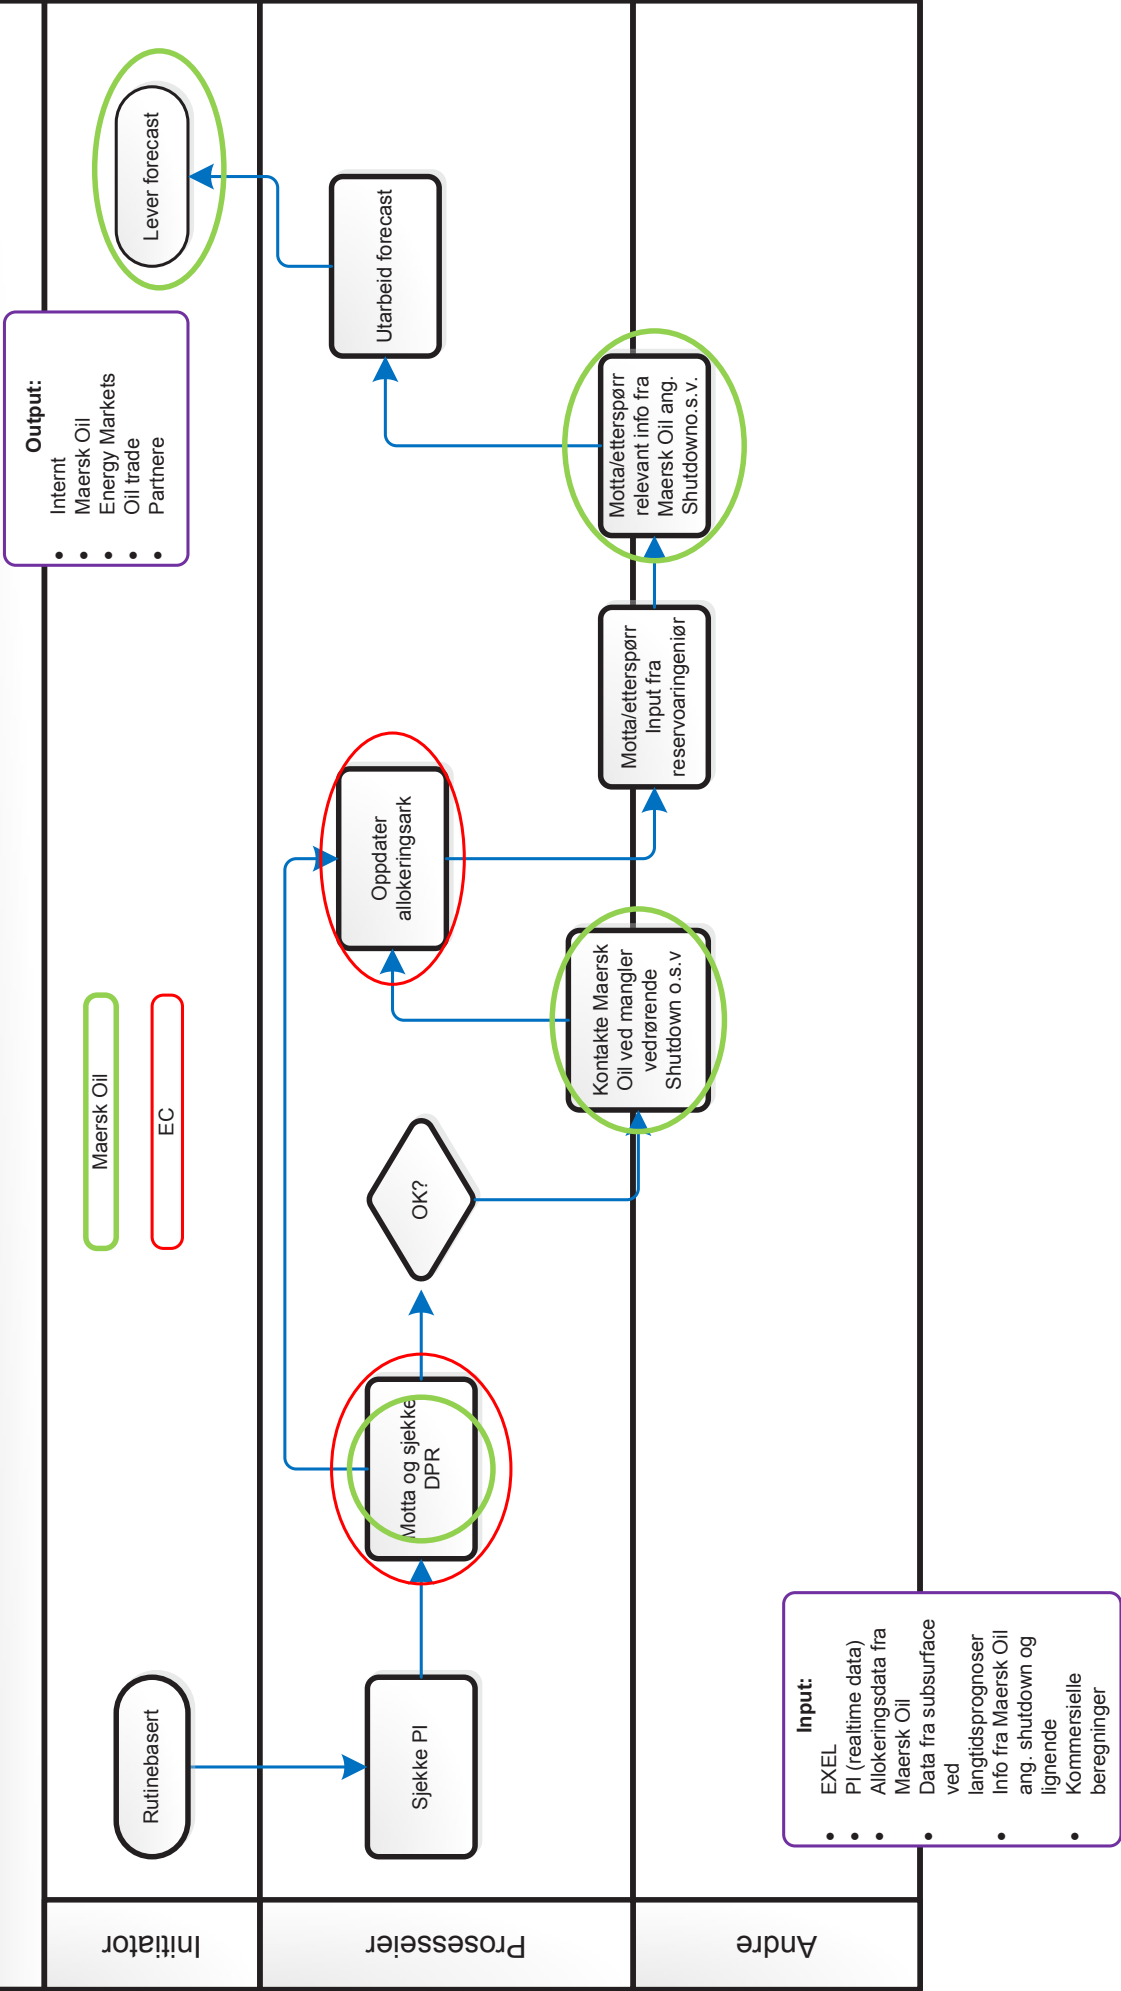 Initiator
Prosesseier
Andre
Rutinebasert
Maersk Oil
EC
Output:
• Internt
• Maersk Oil
• Energy Markets
• Oil trade
• Partnere
Lever forecast
Sjekke PI
Motta og sjekke
DPR
OK?
Oppdater
allokeringsark
Utarbeid forecast
Kontakte Maersk
Oil ved mangler
vedrørende
Shutdown o.s.v
Motta/etterspørr
Input fra
reservoaringeniør
Motta/etterspørr
relevant info fra
Maersk Oil ang.
Shutdowno.s.v.
Input:
• EXEL
• PI (realtime data)
• Allokeringsdata fra
Maersk Oil
• Data fra subsurface
ved
langtidsprognoser
• Info fra Maersk Oil
ang. shutdown og
lignende
• Kommersielle
beregninger